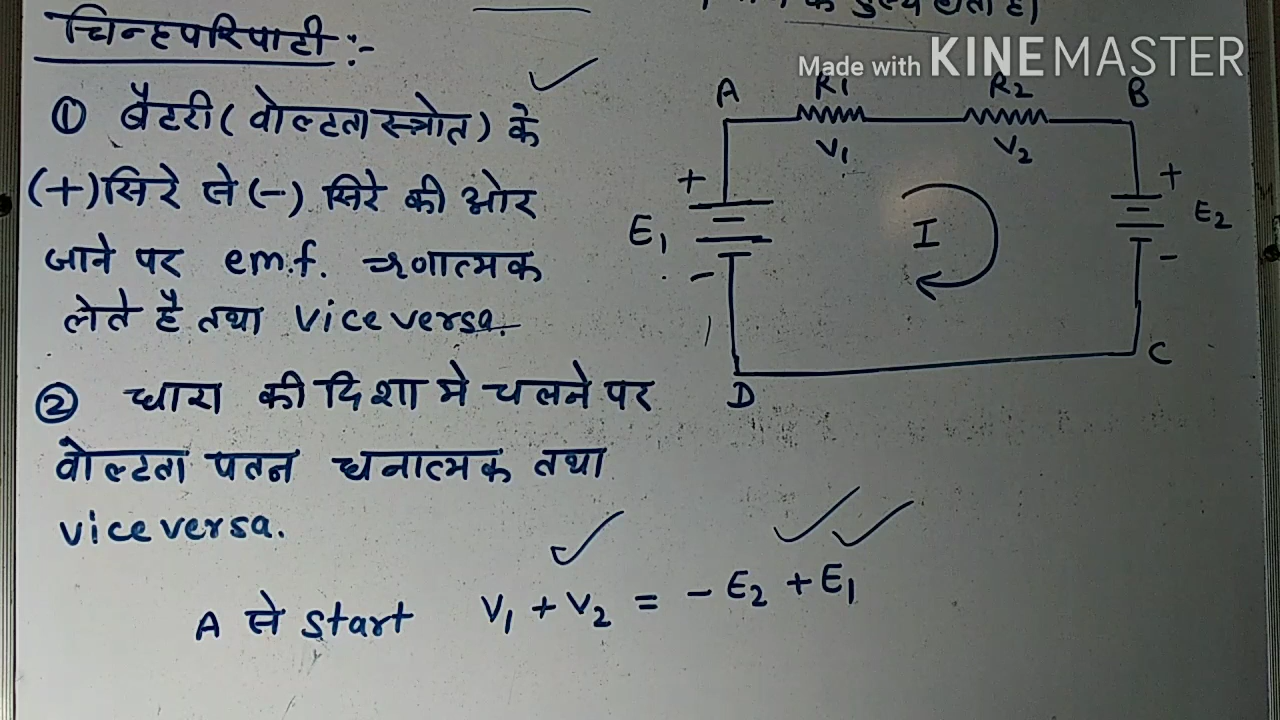 के तुल्य होता है।
Made with KINEMASTER
चिन्हपरिपाटी :-
① बैटरी (वोल्टता स्त्रोत) के
(+) सिरे से (-) सिरे की ओर
जाने पर em.f. ऋणात्मक
लेते है तथा vice versa.
② धारा की दिशा मे चलने पर
वोल्टता पतन धनात्मक तथा
vice versa.
A से start V₁ + V₂ = - E₂ + E₁
A R1 R2 B
V₁ V₂
+ +
E₁ I E₂
- -
D C